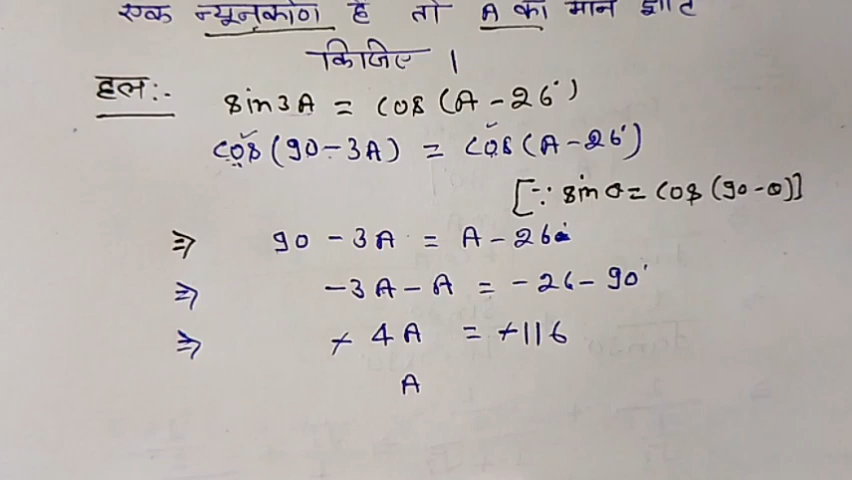 एक न्यूनकोण है तो A का मान ज्ञात
किजिए ।
हल:- sin3A = cos(A-26°)
cos(90-3A) = cos(A-26°)
[∵ sinθ = cos(90-θ)]
⇒ 90-3A = A-26°
⇒ -3A-A = -26-90°
⇒ +4A = +116
A